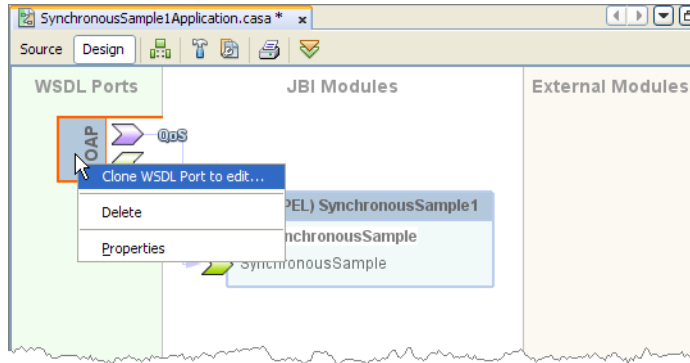 SynchronousSample1Application.casa * x
Source Design
WSDL Ports JBI Modules External Modules
OAP
QoS
Clone WSDL Port to edit...
Delete
Properties
PEL) SynchronousSample1
nchronousSample
SynchronousSample